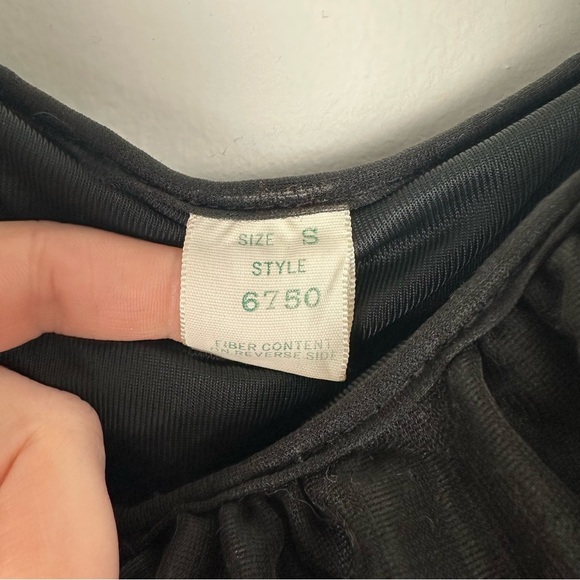 SIZE S
STYLE
6750
FIBER CONTENT
ON REVERSE SIDE